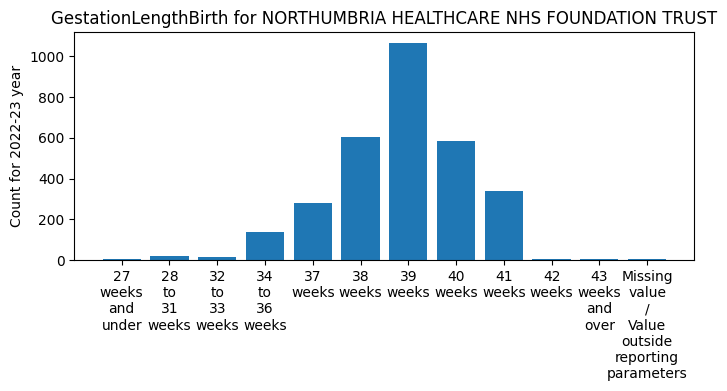 GestationLengthBirth for NORTHUMBRIA HEALTHCARE NHS FOUNDATION TRUST
Count for 2022-23 year
1000
800
600
400
200
0
27
weeks
and
under
28
to
31
weeks
32
to
33
weeks
34
to
36
weeks
37
weeks
38
weeks
39
weeks
40
weeks
41
weeks
42
weeks
43
weeks
and
over
Missing
value
/
Value
outside
reporting
parameters